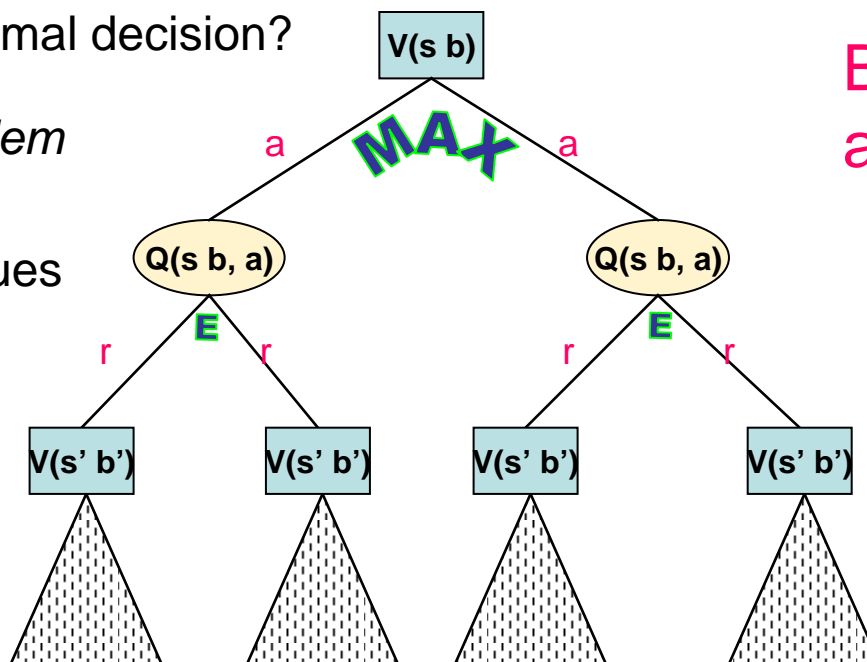 mal decision?
V(s b)
lem
a MAX a
ues
Q(s b, a) Q(s b, a)
E E
r r r r
V(s’ b’) V(s’ b’) V(s’ b’) V(s’ b’)
E
a